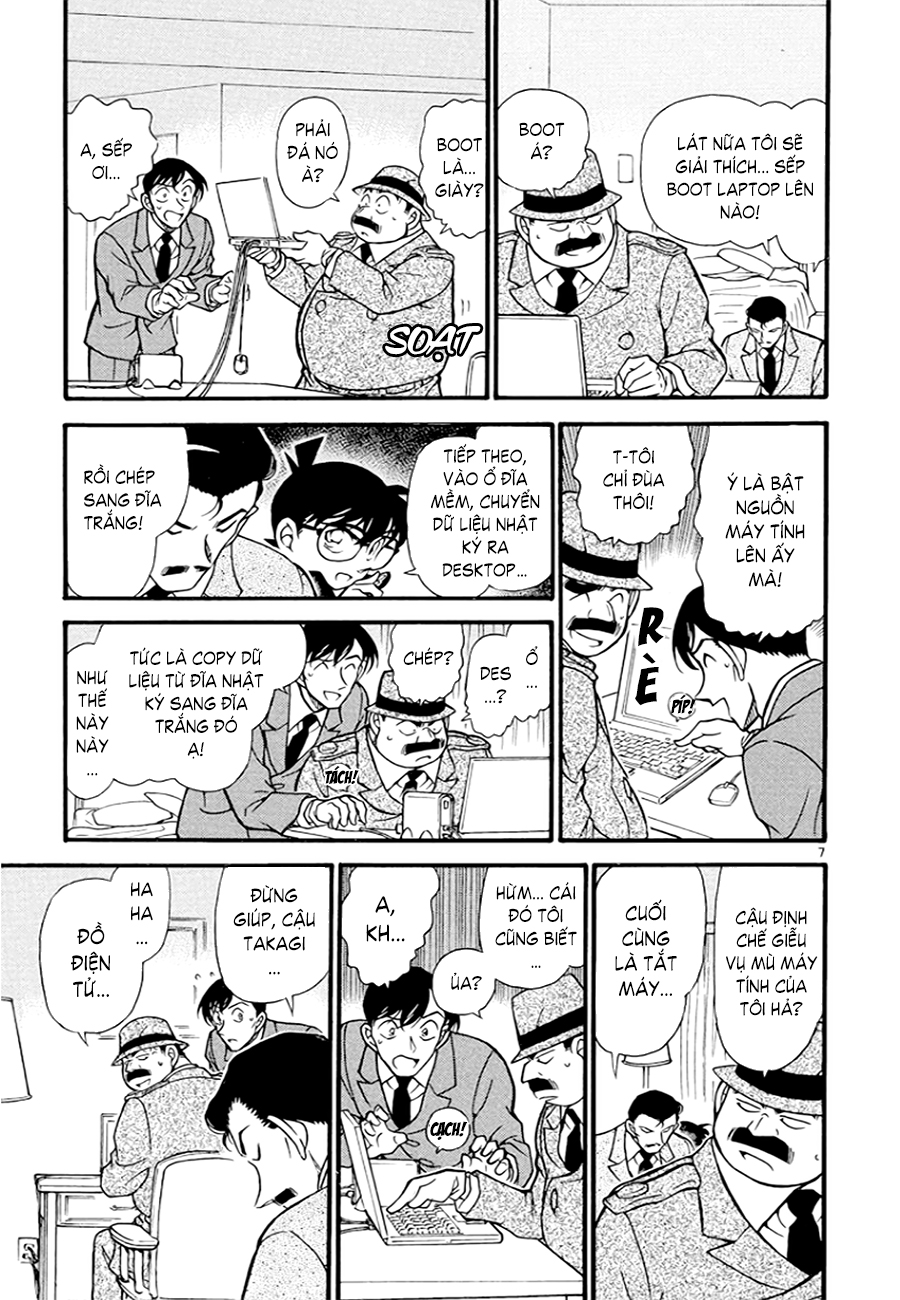 LÁT NỮA TÔI SẼ
GIẢI THÍCH... SẾP
BOOT LAPTOP LÊN
NÀO!
BOOT
Á?
BOOT
LÀ...
GIÀY?
PHẢI
ĐÁ NÓ
À?
A, SẾP
ƠI...
SOẠT
Ý LÀ BẬT
NGUỒN
MÁY TÍNH
LÊN ẤY
MÀ!
T-TÔI
CHỈ ĐÙA
THÔI!
RÈ
PÍP!
TIẾP THEO,
VÀO Ổ ĐĨA
MỀM, CHUYỂN
DỮ LIỆU NHẬT
KÝ RA
DESKTOP...
RỒI CHÉP
SANG ĐĨA
TRẮNG!
Ổ
...
DES
...?
CHÉP?
TỨC LÀ COPY DỮ
LIỆU TỪ ĐĨA NHẬT
KÝ SANG ĐĨA
TRẮNG ĐÓ
Ạ!
NHƯ
THẾ
NÀY
NÀY
...
TÁCH!
7
CẬU ĐỊNH
CHẾ GIỄU
VỤ MÙ MÁY
TÍNH CỦA
TÔI HẢ?
CUỐI
CÙNG
LÀ TẮT
MÁY...
HỪM... CÁI
ĐÓ TÔI
CŨNG BIẾT
...
ỦA?
A,
KH...
CẠCH!
ĐỪNG
GIÚP, CẬU
TAKAGI
...
HA
HA
...
ĐỒ
ĐIỆN
TỬ...